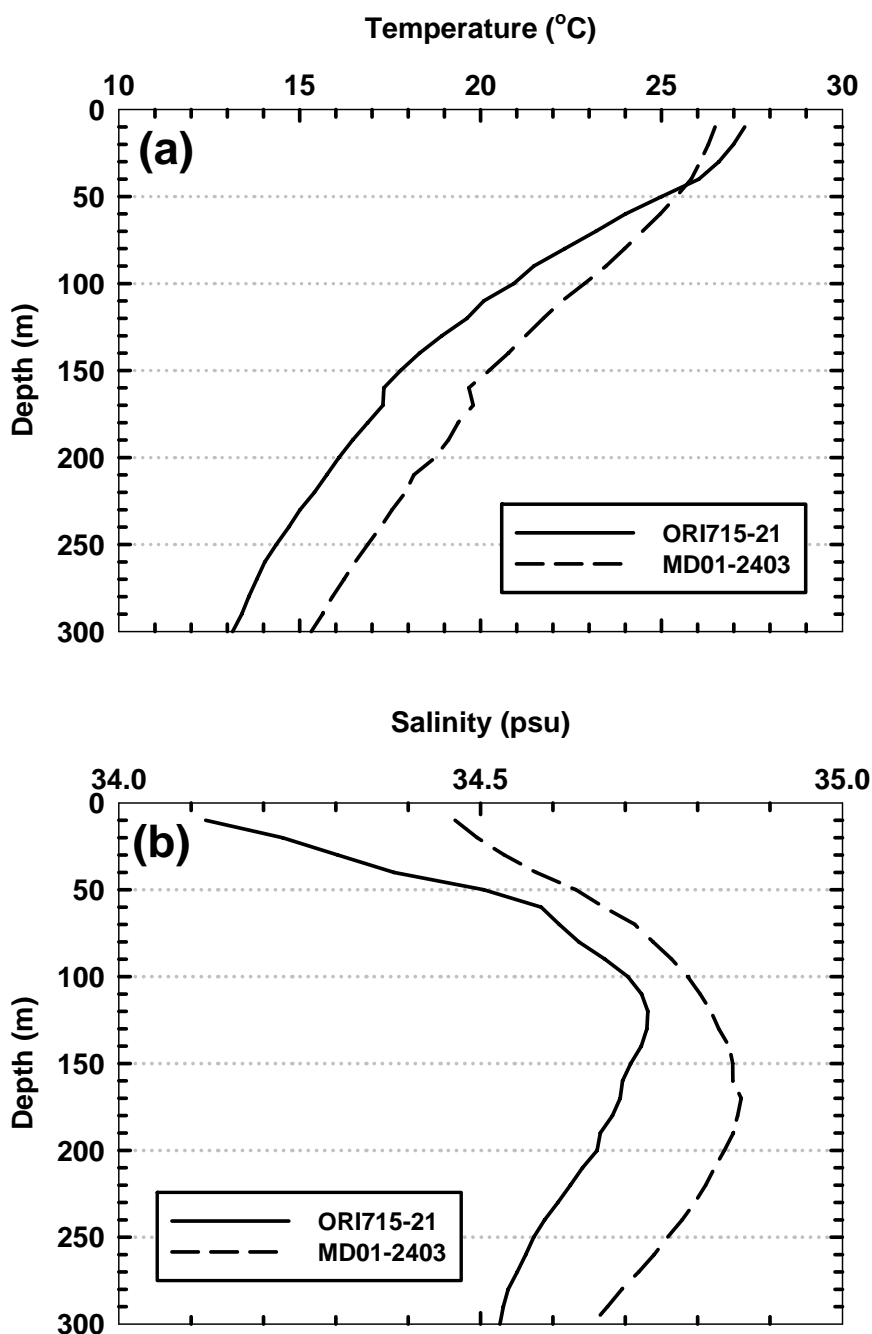 Temperature (°C)
10 15 20 25 30
0
50
100
150
200
250
300
Depth (m)
(a)
ORI715-21
MD01-2403
Salinity (psu)
34.0 34.5 35.0
0
50
100
150
200
250
300
Depth (m)
(b)
ORI715-21
MD01-2403